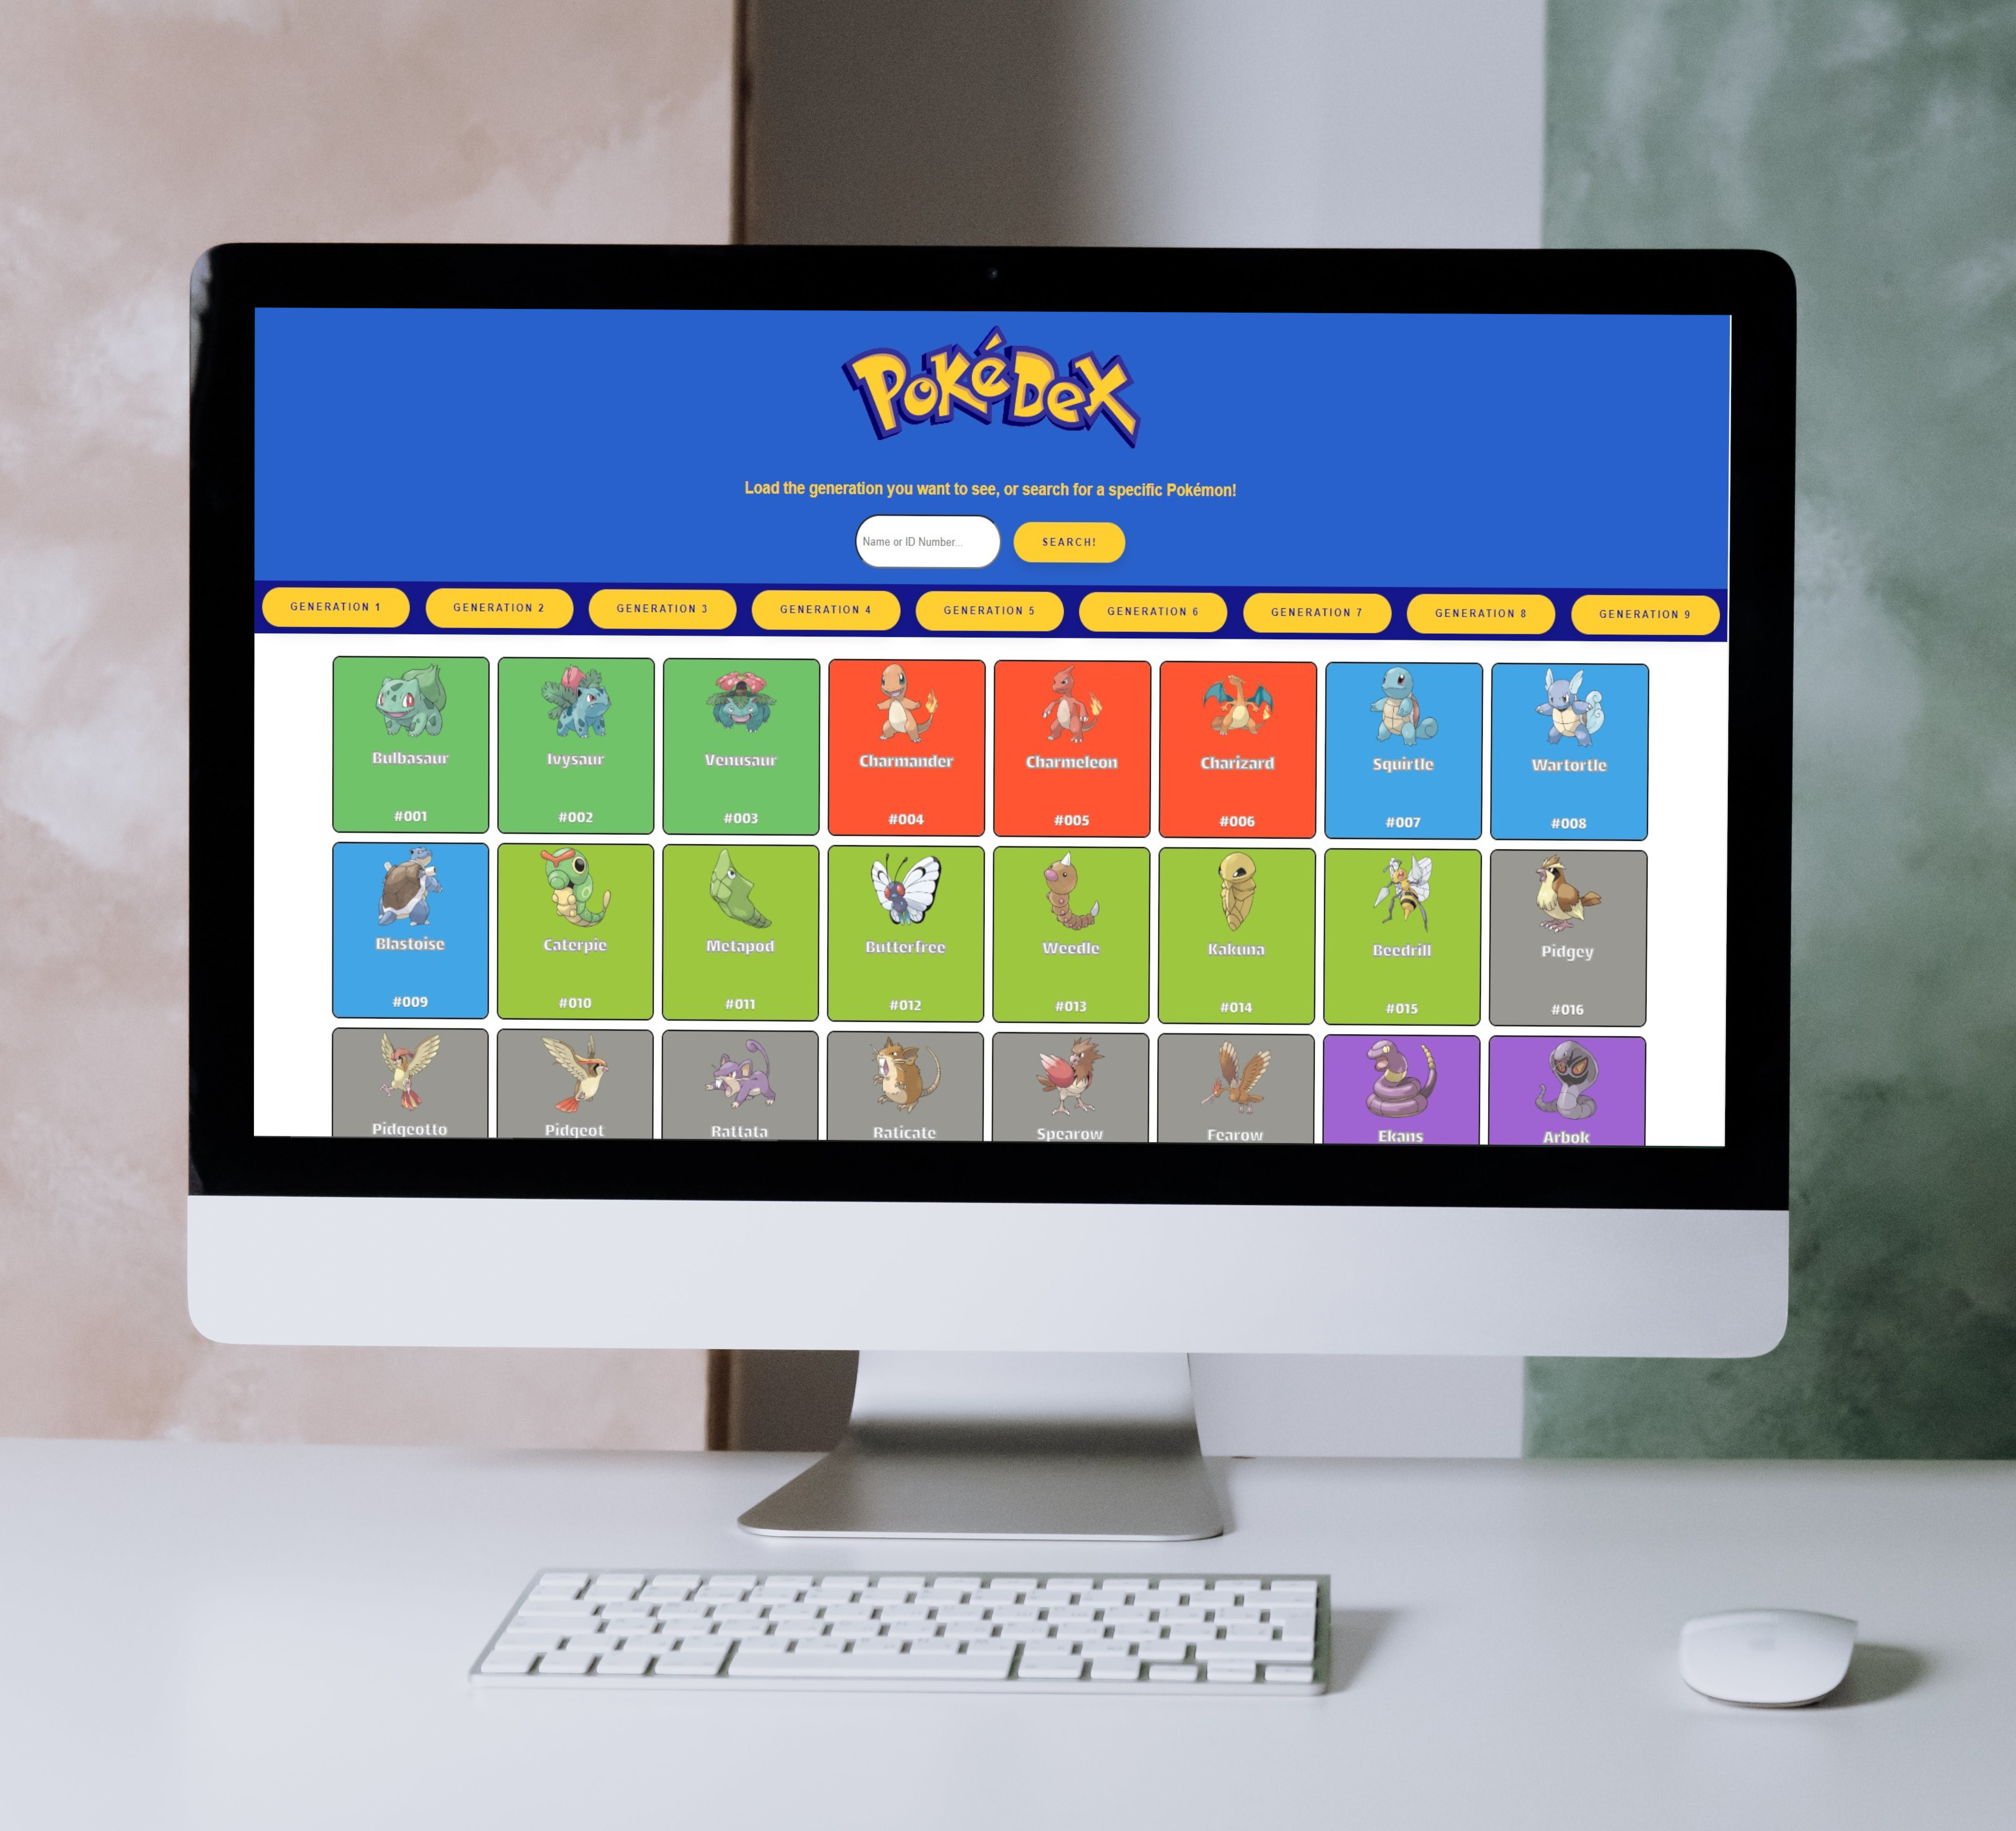 PokéDex
Load the generation you want to see, or search for a specific Pokémon!
Name or ID Number... SEARCH!
GENERATION 1 GENERATION 2 GENERATION 3 GENERATION 4 GENERATION 5 GENERATION 6 GENERATION 7 GENERATION 8 GENERATION 9
Bulbasaur Ivysaur Venusaur Charmander Charmeleon Charizard Squirtle Wartortle
#001 #002 #003 #004 #005 #006 #007 #008
Blastoise Caterpie Metapod Butterfree Weedle Kakuna Beedrill Pidgey
#009 #010 #011 #012 #013 #014 #015 #016
Pidgeotto Pidgeot Rattata Raticate Spearow Fearow Ekans Arbok